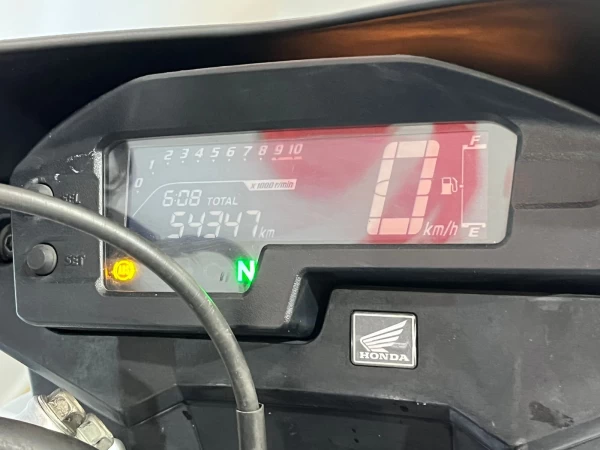 0 1 2 3 4 5 6 7 8 9 10
x 1000 r/min
6:08 TOTAL
54347 km
0 km/h
F
E
SEL
SET
N
HONDA